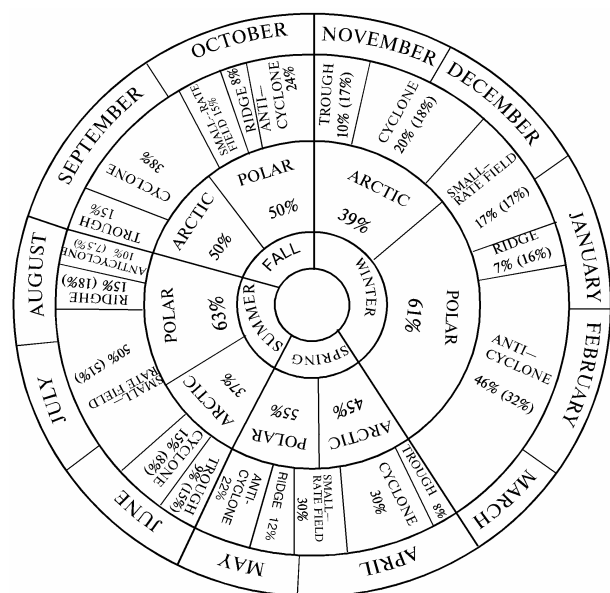 OCTOBER
NOVEMBER
DECEMBER
JANUARY
FEBRUARY
MARCH
APRIL
MAY
JUNE
JULY
AUGUST
SEPTEMBER
TROUGH
10% (17%)
CYCLONE
20% (18%)
SMALL—
RATE FIELD
17% (17%)
RIDGE
7% (16%)
ANTI—
CYCLONE
46% (32%)
TROUGH 8%
CYCLONE
30%
SMALL—
RATE FIELD
30%
RIDGE 12%
ANTI-
CYCLONE
22%
TROUGH
9% (15%)
CYCLONE
15% (8%)
SMALL—
RATE FIELD
50% (51%)
RIDGHE
15% (18%)
ANTICYCLONE
10% (7.5%)
TROUGH
15%
CYCLONE
38%
SMALL—RATE
FIELD 15%
RIDGE 8%
ANTI—
CYCLONE
24%
ARCTIC
39%
POLAR
61%
ARCTIC
45%
POLAR
55%
ARCTIC
37%
POLAR
63%
ARCTIC
50%
POLAR
50%
WINTER
SPRING
SUMMER
FALL